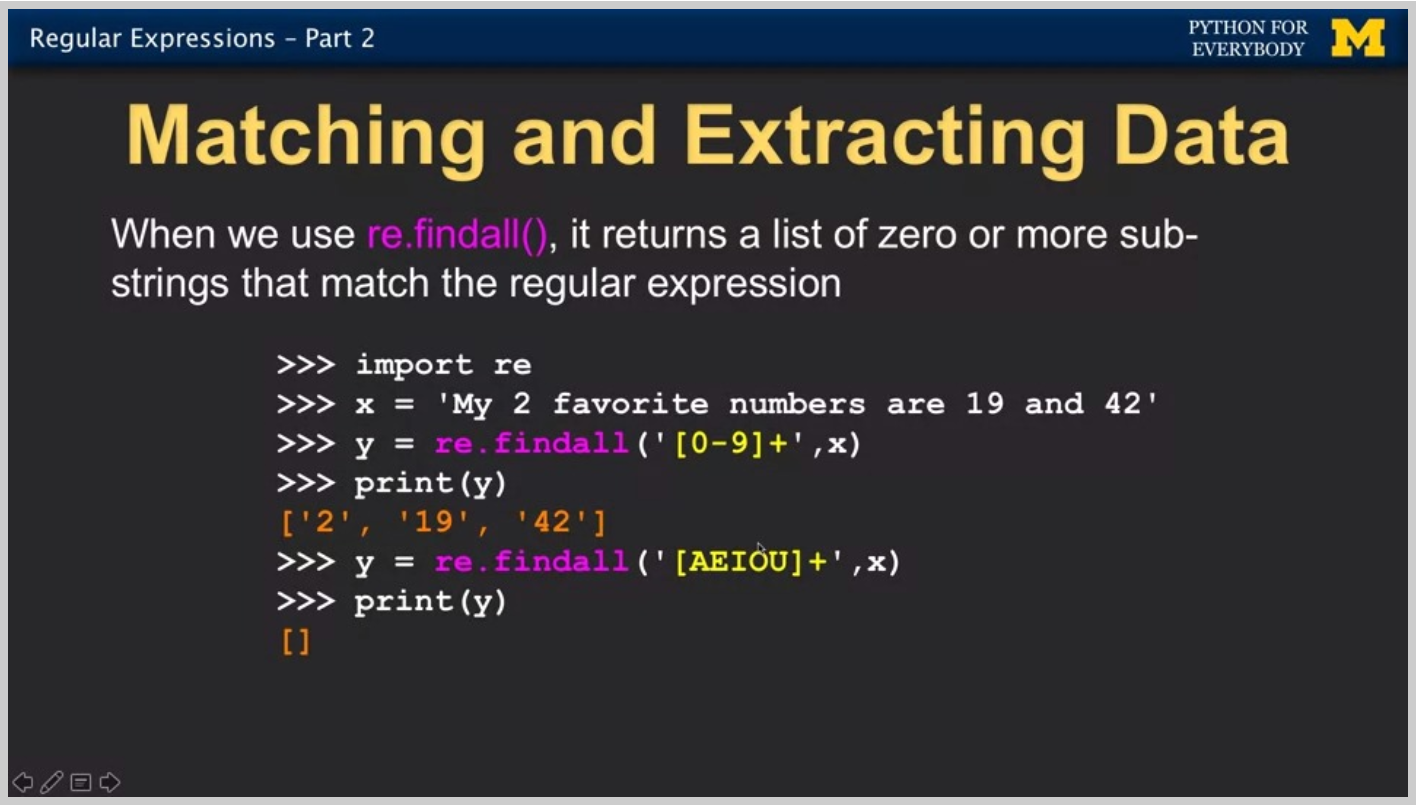 Regular Expressions – Part 2
PYTHON FOR
EVERYBODY
M
Matching and Extracting Data
When we use re.findall(), it returns a list of zero or more sub-
strings that match the regular expression
>>> import re
>>> x = 'My 2 favorite numbers are 19 and 42'
>>> y = re.findall('[0-9]+',x)
>>> print(y)
['2', '19', '42']
>>> y = re.findall('[AEIOU]+',x)
>>> print(y)
[]